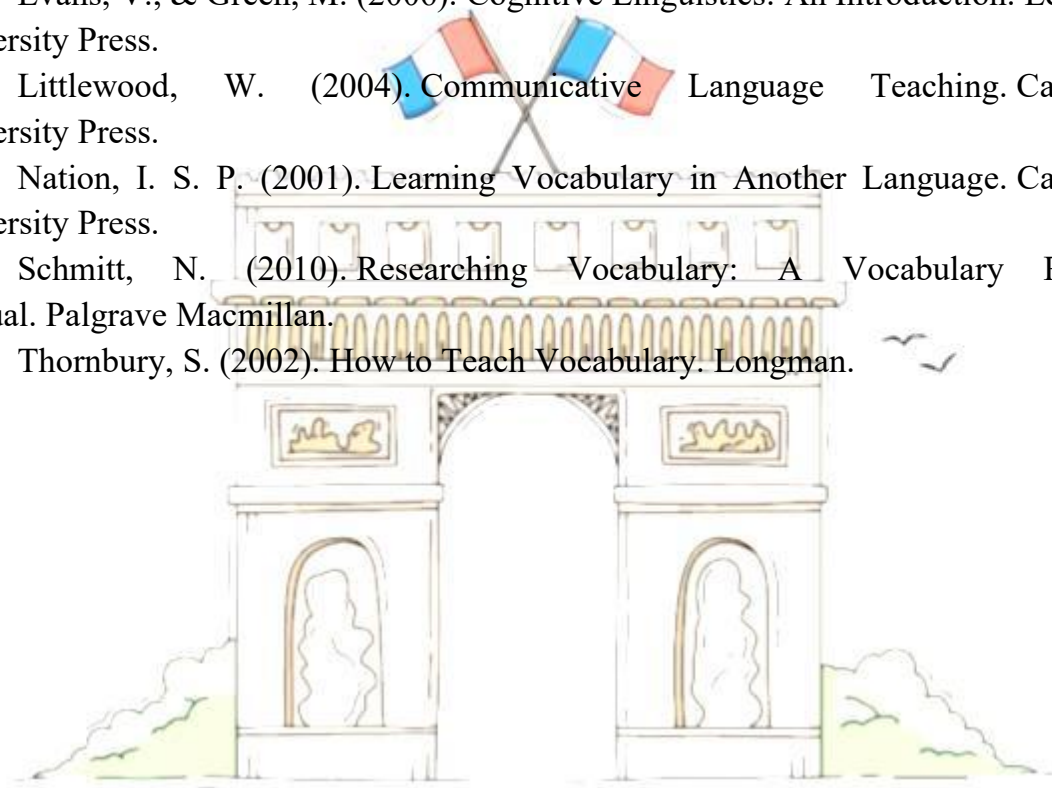 Evans, V., & Green, M. (2006). Cognitive Linguistics: An Introduction.
ersity Press.
Littlewood, W. (2004). Communicative Language Teaching. Ca
ersity Press.
Nation, I. S. P. (2001). Learning Vocabulary in Another Language. Ca
ersity Press.
Schmitt, N. (2010). Researching Vocabulary: A Vocabulary
ual. Palgrave Macmillan.
Thornbury, S. (2002). How to Teach Vocabulary. Longman.